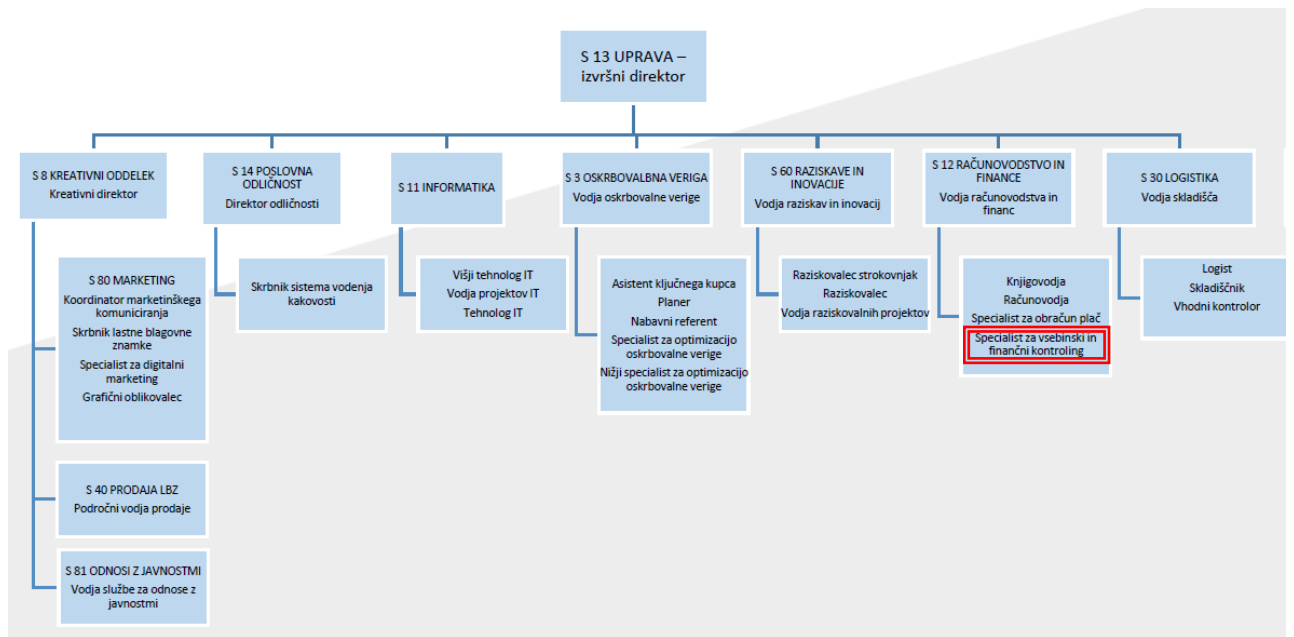 S 13 UPRAVA –
izvršni direktor
S 8 KREATIVNI ODDELEK
Kreativni direktor
S 14 POSLOVNA
ODLIČNOST
Direktor odličnosti
S 11 INFORMATIKA
S 3 OSKRBOVALBNA VERIGA
Vodja oskrbovalne verige
S 60 RAZISKAVE IN
INOVACIJE
Vodja raziskav in inovacij
S 12 RAČUNOVODSTVO IN
FINANCE
Vodja računovodstva in
financ
S 30 LOGISTIKA
Vodja skladišča
S 80 MARKETING
Koordinator marketinškega
komuniciranja
Skrbnik lastne blagovne
znamke
Specialist za digitalni
marketing
Grafični oblikovalec
S 40 PRODAJA LBZ
Področni vodja prodaje
S 81 ODNOSI Z JAVNOSTMI
Vodja službe za odnose z
javnostmi
Skrbnik sistema vodenja
kakovosti
Višji tehnolog IT
Vodja projektov IT
Tehnolog IT
Asistent ključnega kupca
Planer
Nabavni referent
Specialist za optimizacijo
oskrbovalne verige
Nižji specialist za optimizacijo
oskrbovalne verige
Raziskovalec strokovnjak
Raziskovalec
Vodja raziskovalnih projektov
Knjigovodja
Računovodja
Specialist za obračun plač
Specialist za vsebinski in
finančni kontroling
Logist
Skladiščnik
Vhodni kontrolor